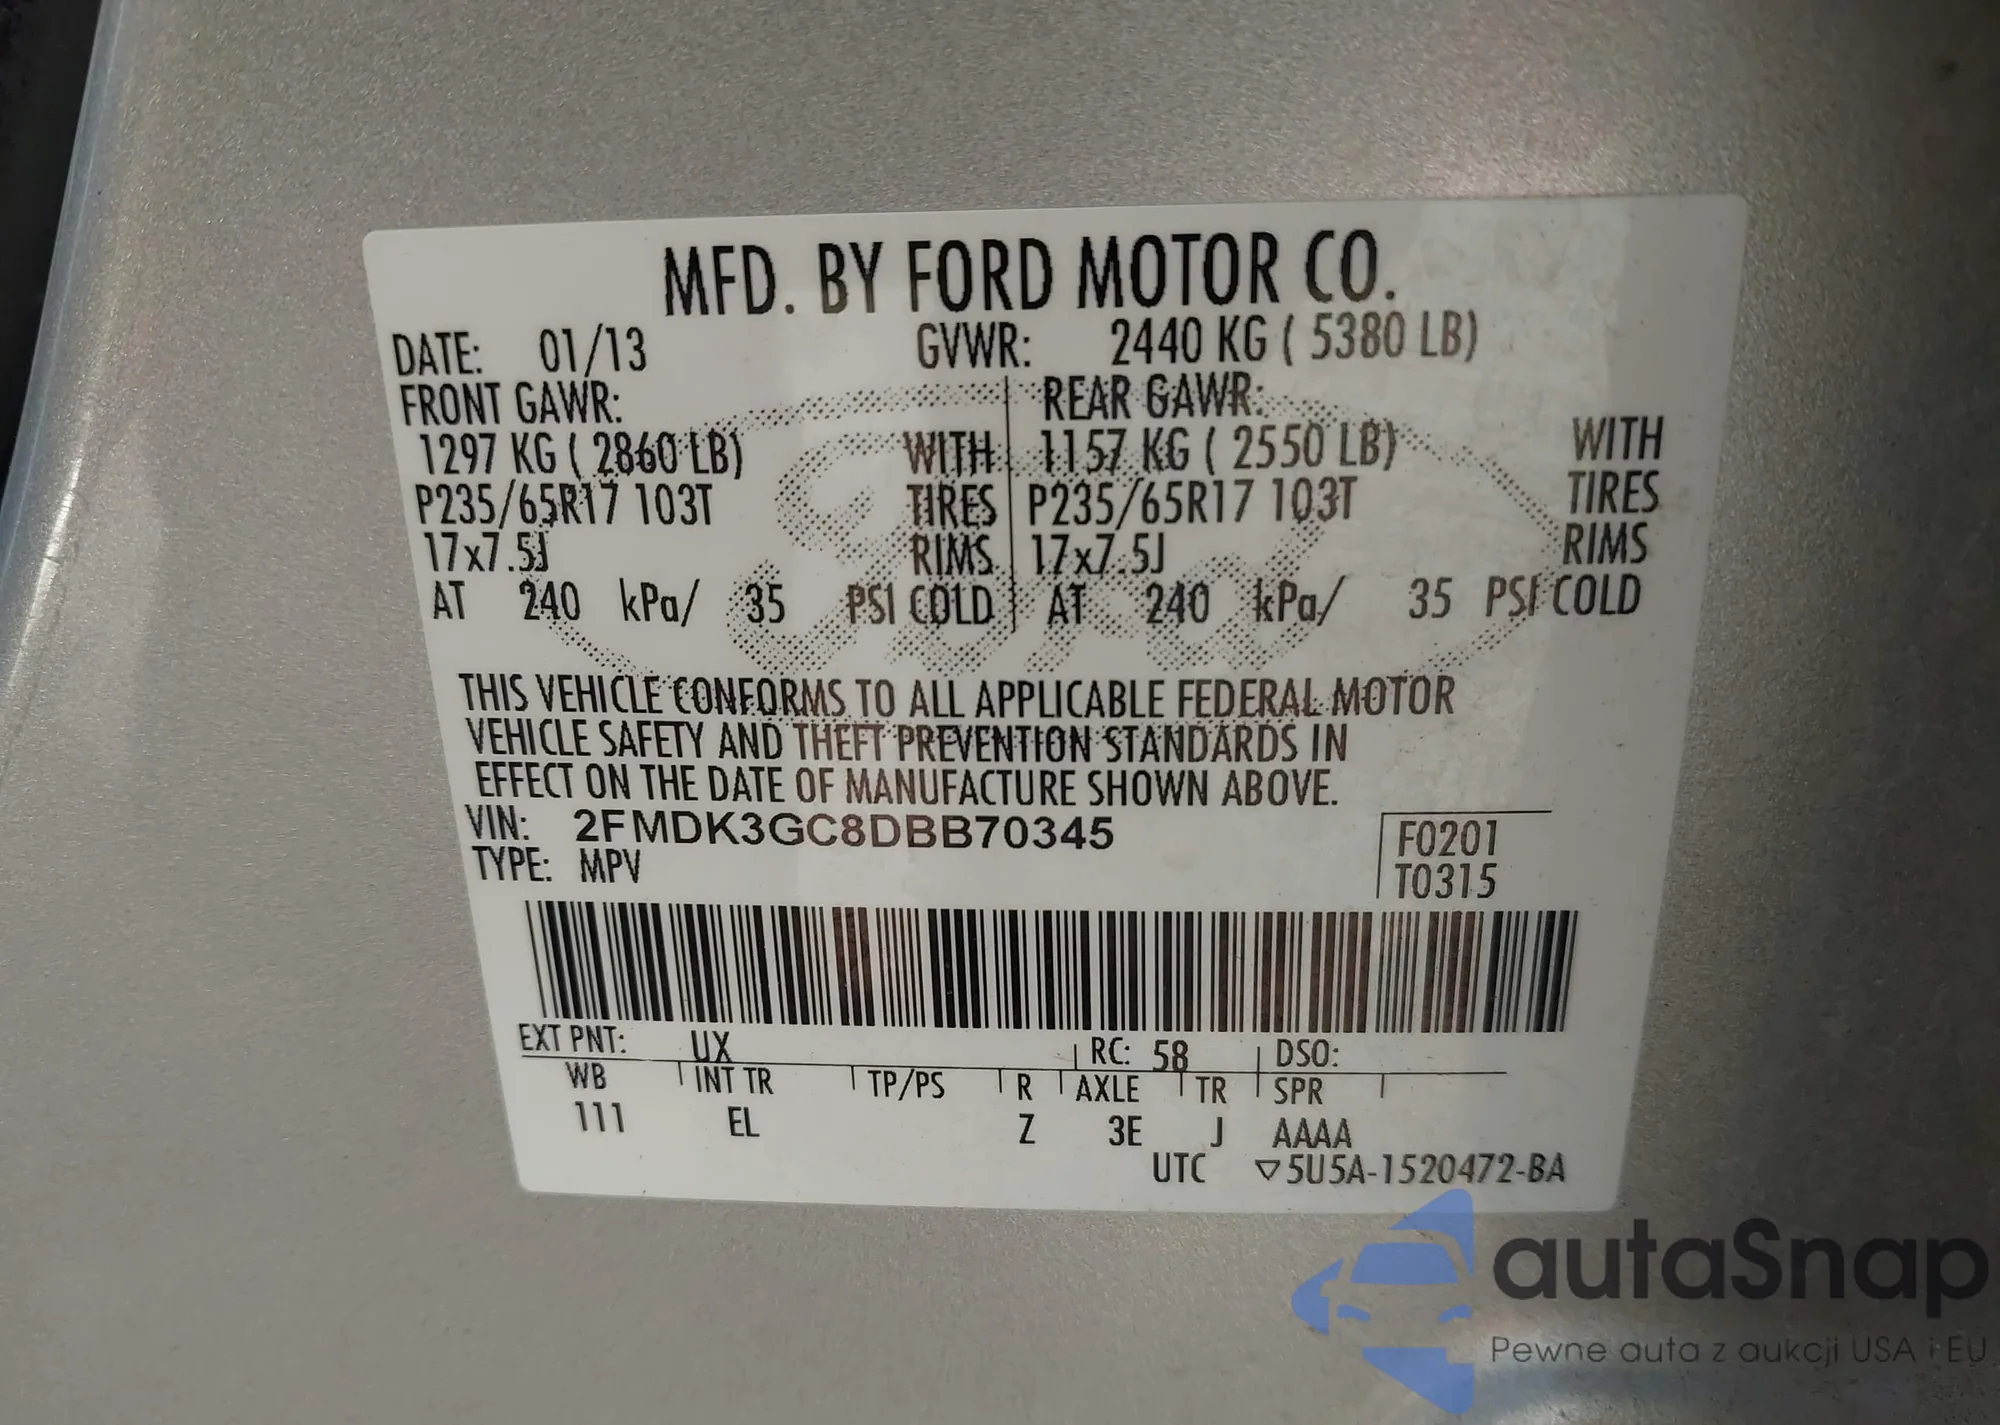 MFD. BY FORD MOTOR CO.
DATE: 01/13 GVWR: 2440 KG ( 5380 LB)
FRONT GAWR: REAR GAWR:
1297 KG ( 2860 LB) WITH 1157 KG ( 2550 LB) WITH
P235/65R17 103T TIRES P235/65R17 103T TIRES
17x7.5J RIMS 17x7.5J RIMS
AT 240 kPa/ 35 PSI COLD AT 240 kPa/ 35 PSI COLD
THIS VEHICLE CONFORMS TO ALL APPLICABLE FEDERAL MOTOR
VEHICLE SAFETY AND THEFT PREVENTION STANDARDS IN
EFFECT ON THE DATE OF MANUFACTURE SHOWN ABOVE.
VIN: 2FMDK3GC8DBB70345 F0201
TYPE: MPV T0315
EXT PNT: UX RC: 58 DSO:
WB INT TR TP/PS R AXLE TR SPR
111 EL Z 3E J AAAA
UTC ▽5U5A-1520472-BA
autaSnap
Pewne auta z aukcji USA i EU